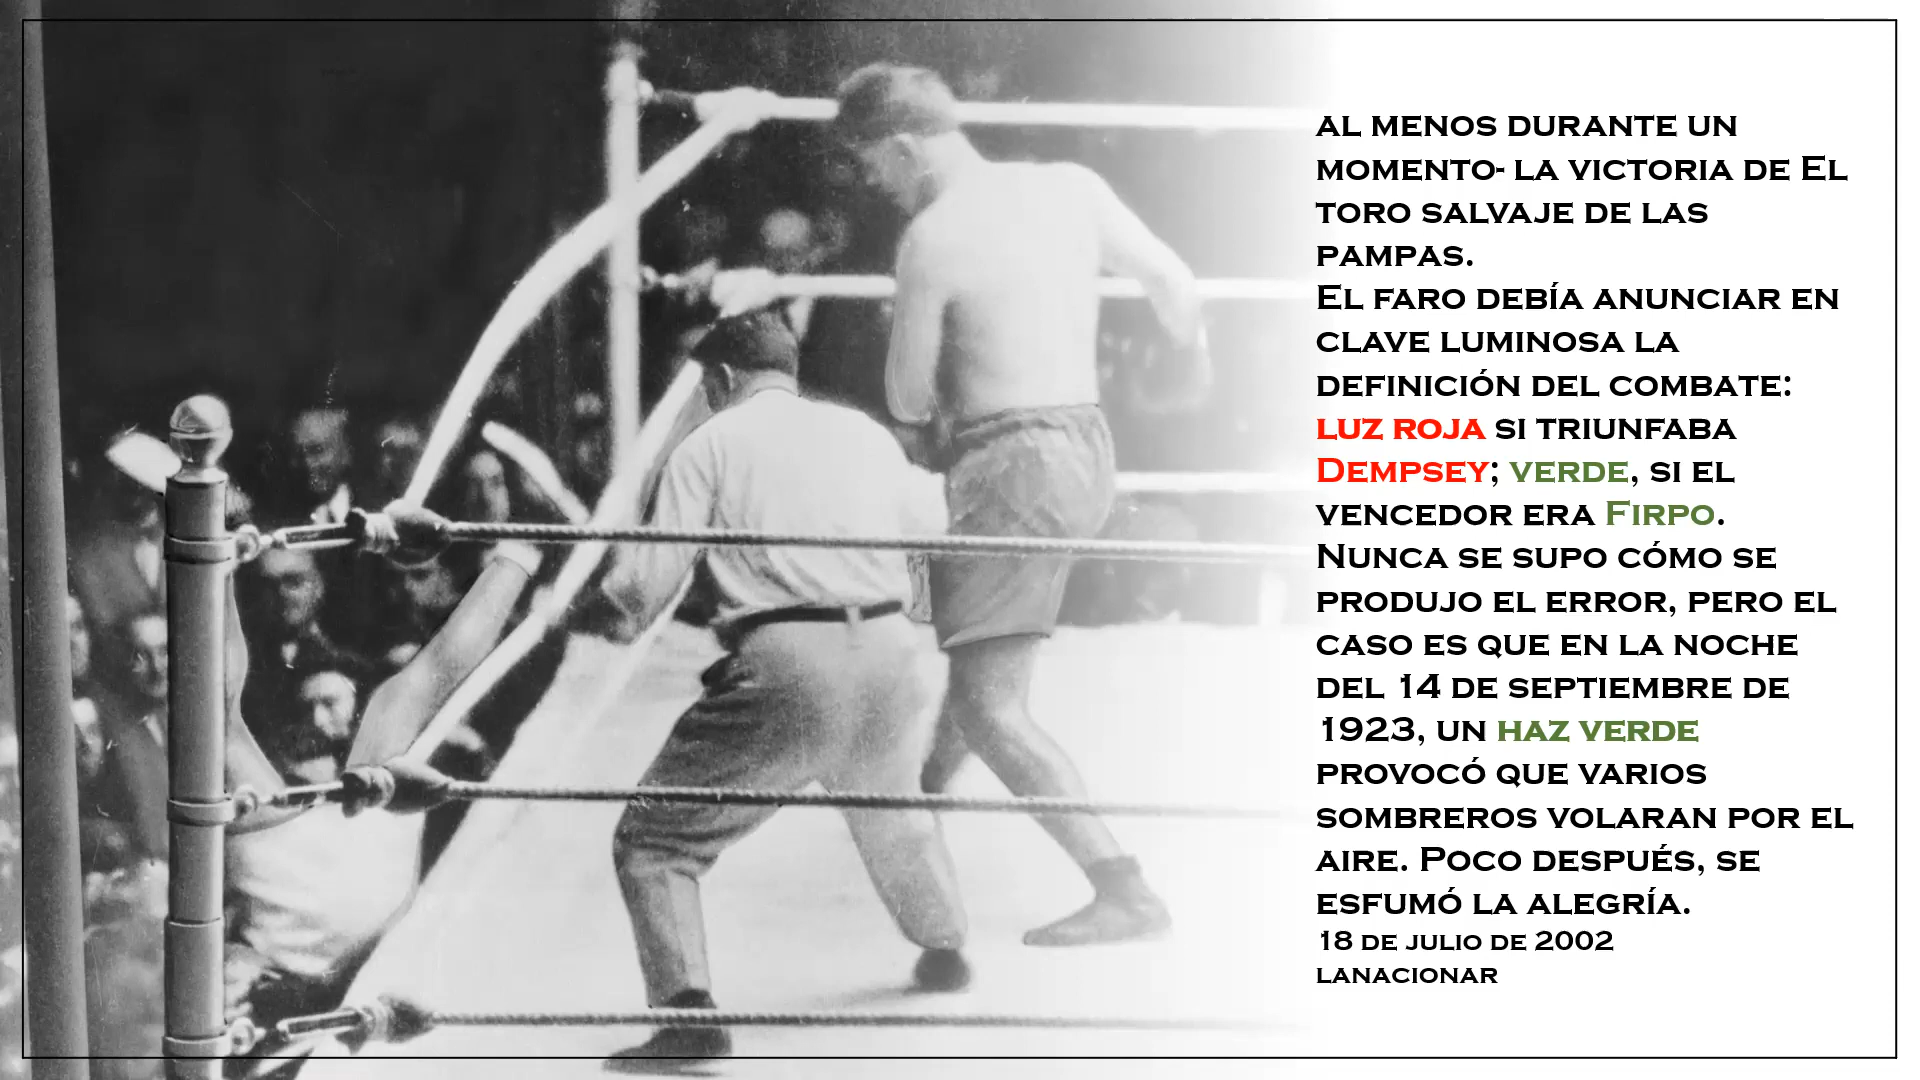 AL MENOS DURANTE UN
MOMENTO- LA VICTORIA DE EL
TORO SALVAJE DE LAS
PAMPAS.
EL FARO DEBÍA ANUNCIAR EN
CLAVE LUMINOSA LA
DEFINICIÓN DEL COMBATE:
LUZ ROJA SI TRIUNFABA
DEMPSEY; VERDE, SI EL
VENCEDOR ERA FIRPO.
NUNCA SE SUPO CÓMO SE
PRODUJO EL ERROR, PERO EL
CASO ES QUE EN LA NOCHE
DEL 14 DE SEPTIEMBRE DE
1923, UN HAZ VERDE
PROVOCÓ QUE VARIOS
SOMBREROS VOLARAN POR EL
AIRE. POCO DESPUÉS, SE
ESFUMÓ LA ALEGRÍA.
18 DE JULIO DE 2002
LANACIONAR